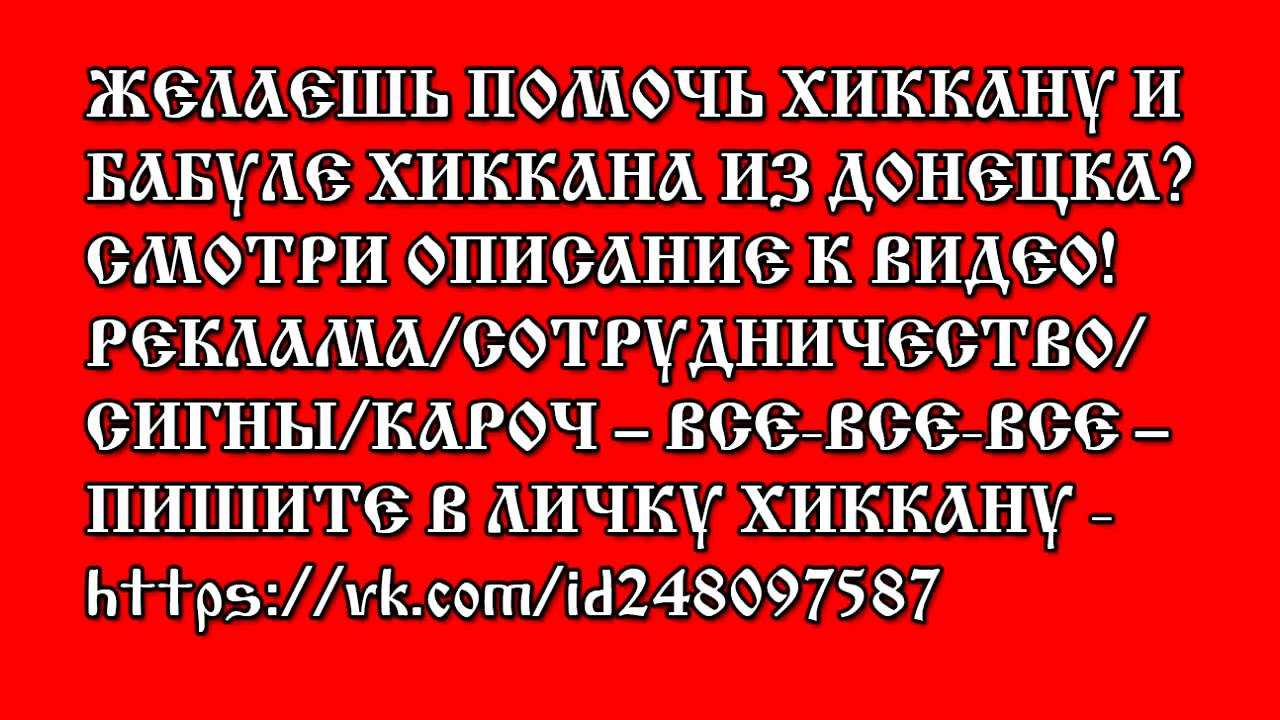 ЖЕЛАЕШЬ ПОМОЧЬ ХИККАНУ И
БАБУЛЕ ХИККАНА ИЗ ДОНЕЦКА?
СМОТРИ ОПИСАНИЕ К ВИДЕО!
РЕКЛАМА/СОТРУДНИЧЕСТВО/
СИГНЫ/КАРОЧ – ВСЕ-ВСЕ-ВСЕ –
ПИШИТЕ В ЛИЧКУ ХИККАНУ -
https://vk.com/id248097587